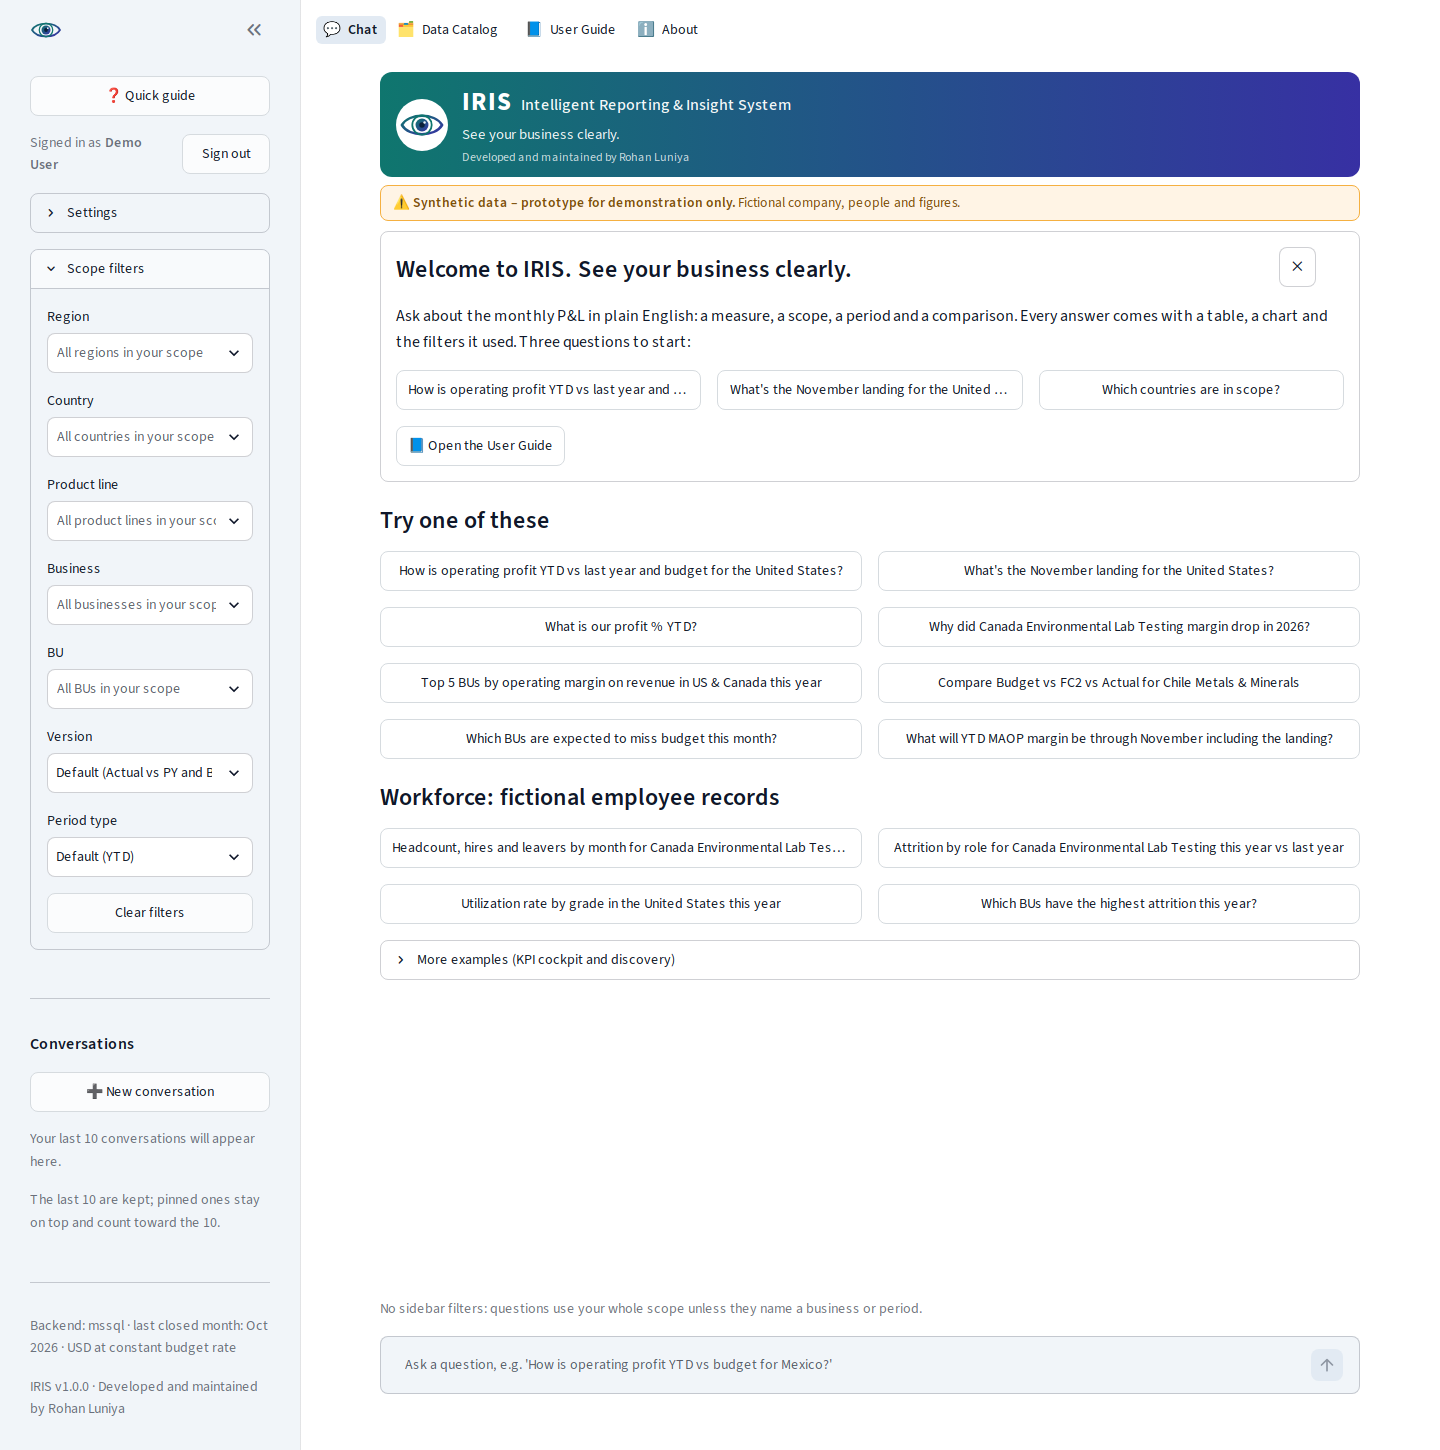 ❓ Quick guide
Signed in as Demo
User
Sign out
Settings
Scope filters
Region
All regions in your scope
Country
All countries in your scope
Product line
All product lines in your sco
Business
All businesses in your scop
BU
All BUs in your scope
Version
Default (Actual vs PY and B
Period type
Default (YTD)
Clear filters
Conversations
➕ New conversation
Your last 10 conversations will appear
here.
The last 10 are kept; pinned ones stay
on top and count toward the 10.
Backend: mssql · last closed month: Oct
2026 · USD at constant budget rate
IRIS v1.0.0 · Developed and maintained
by Rohan Luniya
💬 Chat
🗂️ Data Catalog
📘 User Guide
ℹ️ About
IRIS Intelligent Reporting & Insight System
See your business clearly.
Developed and maintained by Rohan Luniya
⚠️ Synthetic data – prototype for demonstration only. Fictional company, people and figures.
Welcome to IRIS. See your business clearly.
Ask about the monthly P&L in plain English: a measure, a scope, a period and a comparison. Every answer comes with a table, a chart and
the filters it used. Three questions to start:
How is operating profit YTD vs last year and …
What's the November landing for the United …
Which countries are in scope?
📘 Open the User Guide
Try one of these
How is operating profit YTD vs last year and budget for the United States?
What's the November landing for the United States?
What is our profit % YTD?
Why did Canada Environmental Lab Testing margin drop in 2026?
Top 5 BUs by operating margin on revenue in US & Canada this year
Compare Budget vs FC2 vs Actual for Chile Metals & Minerals
Which BUs are expected to miss budget this month?
What will YTD MAOP margin be through November including the landing?
Workforce: fictional employee records
Headcount, hires and leavers by month for Canada Environmental Lab Tes…
Attrition by role for Canada Environmental Lab Testing this year vs last year
Utilization rate by grade in the United States this year
Which BUs have the highest attrition this year?
More examples (KPI cockpit and discovery)
No sidebar filters: questions use your whole scope unless they name a business or period.
Ask a question, e.g. 'How is operating profit YTD vs budget for Mexico?'